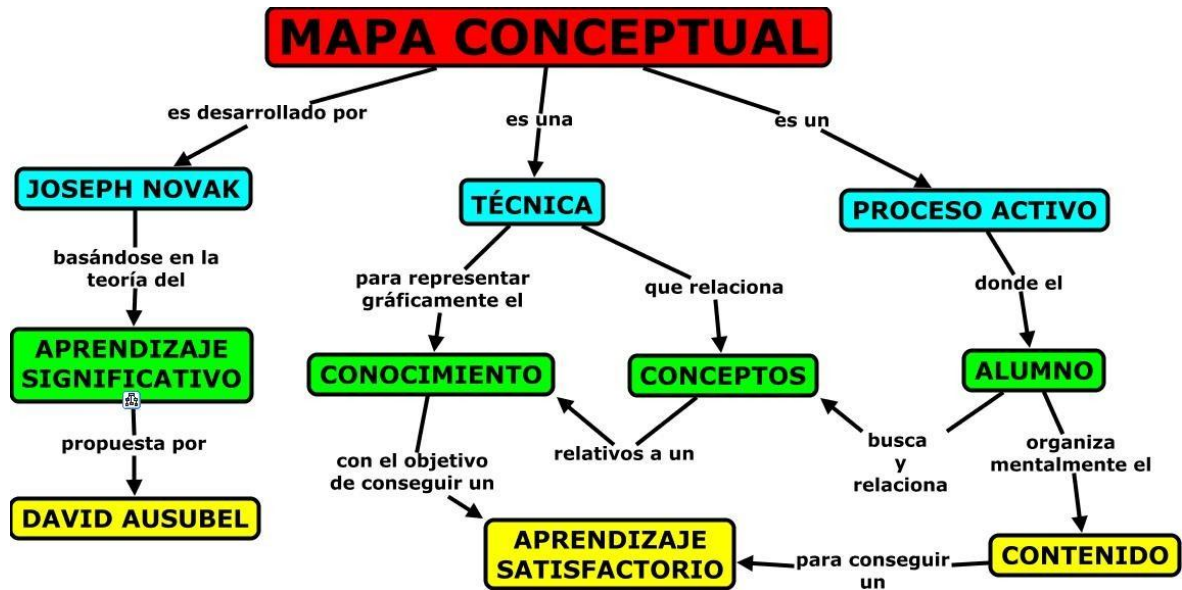 MAPA CONCEPTUAL
es desarrollado por
es una
es un
JOSEPH NOVAK
TÉCNICA
PROCESO ACTIVO
basándose en la
teoría del
para representar
gráficamente el
que relaciona
donde el
APRENDIZAJE
SIGNIFICATIVO
CONOCIMIENTO
CONCEPTOS
ALUMNO
propuesta por
con el objetivo
de conseguir un
relativos a un
busca
y
relaciona
organiza
mentalmente el
DAVID AUSUBEL
APRENDIZAJE
SATISFACTORIO
para conseguir
un
CONTENIDO